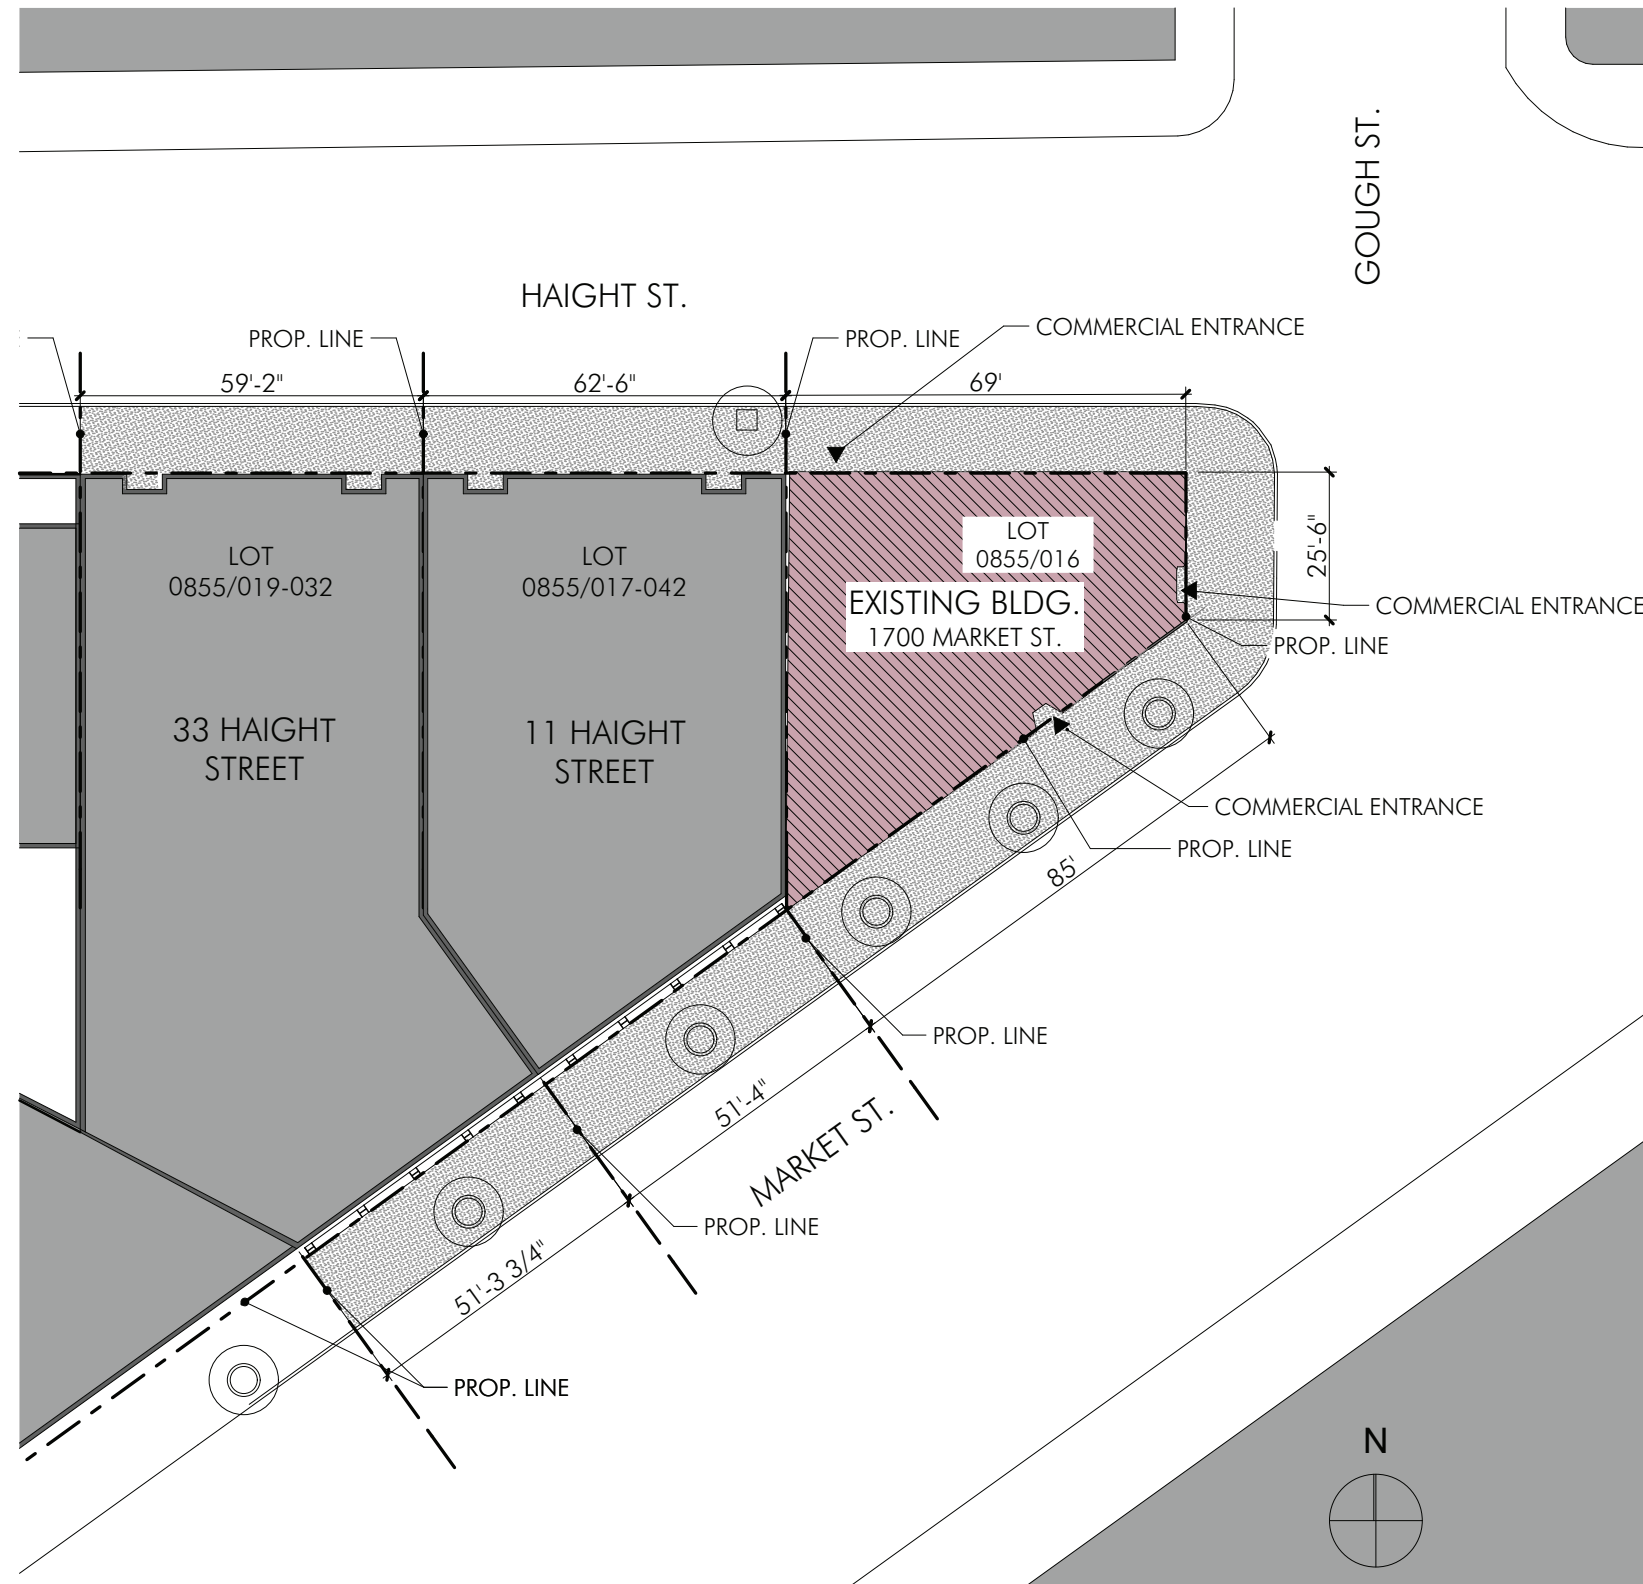 GOUGH ST.
HAIGHT ST.
PROP. LINE
PROP. LINE
COMMERCIAL ENTRANCE
59'-2"
62'-6"
69'
25'-6"
LOT
0855/019-032
LOT
0855/017-042
LOT
0855/016
EXISTING BLDG.
1700 MARKET ST.
COMMERCIAL ENTRANCE
PROP. LINE
33 HAIGHT
STREET
11 HAIGHT
STREET
COMMERCIAL ENTRANCE
PROP. LINE
85'
PROP. LINE
51'-4"
MARKET ST.
PROP. LINE
51'-3 3/4"
PROP. LINE
N